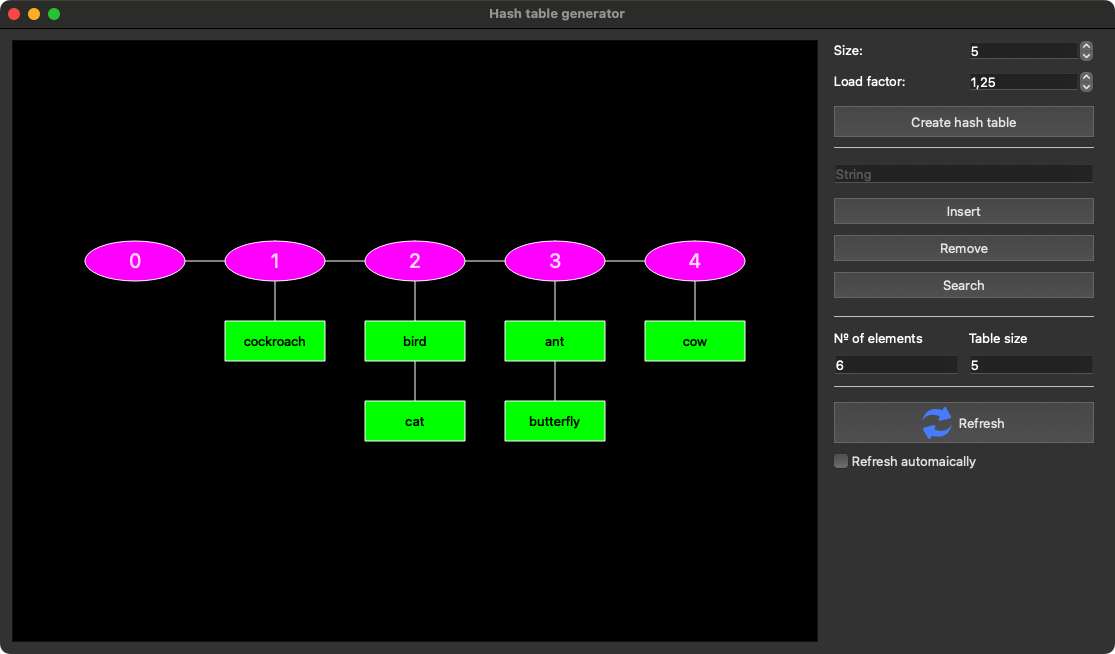 Hash table generator
Size: 5
Load factor: 1,25
Create hash table
String
Insert
Remove
Search
Nº of elements Table size
6 5
Refresh
Refresh automaically
0 1 2 3 4
cockroach bird ant cow
cat butterfly